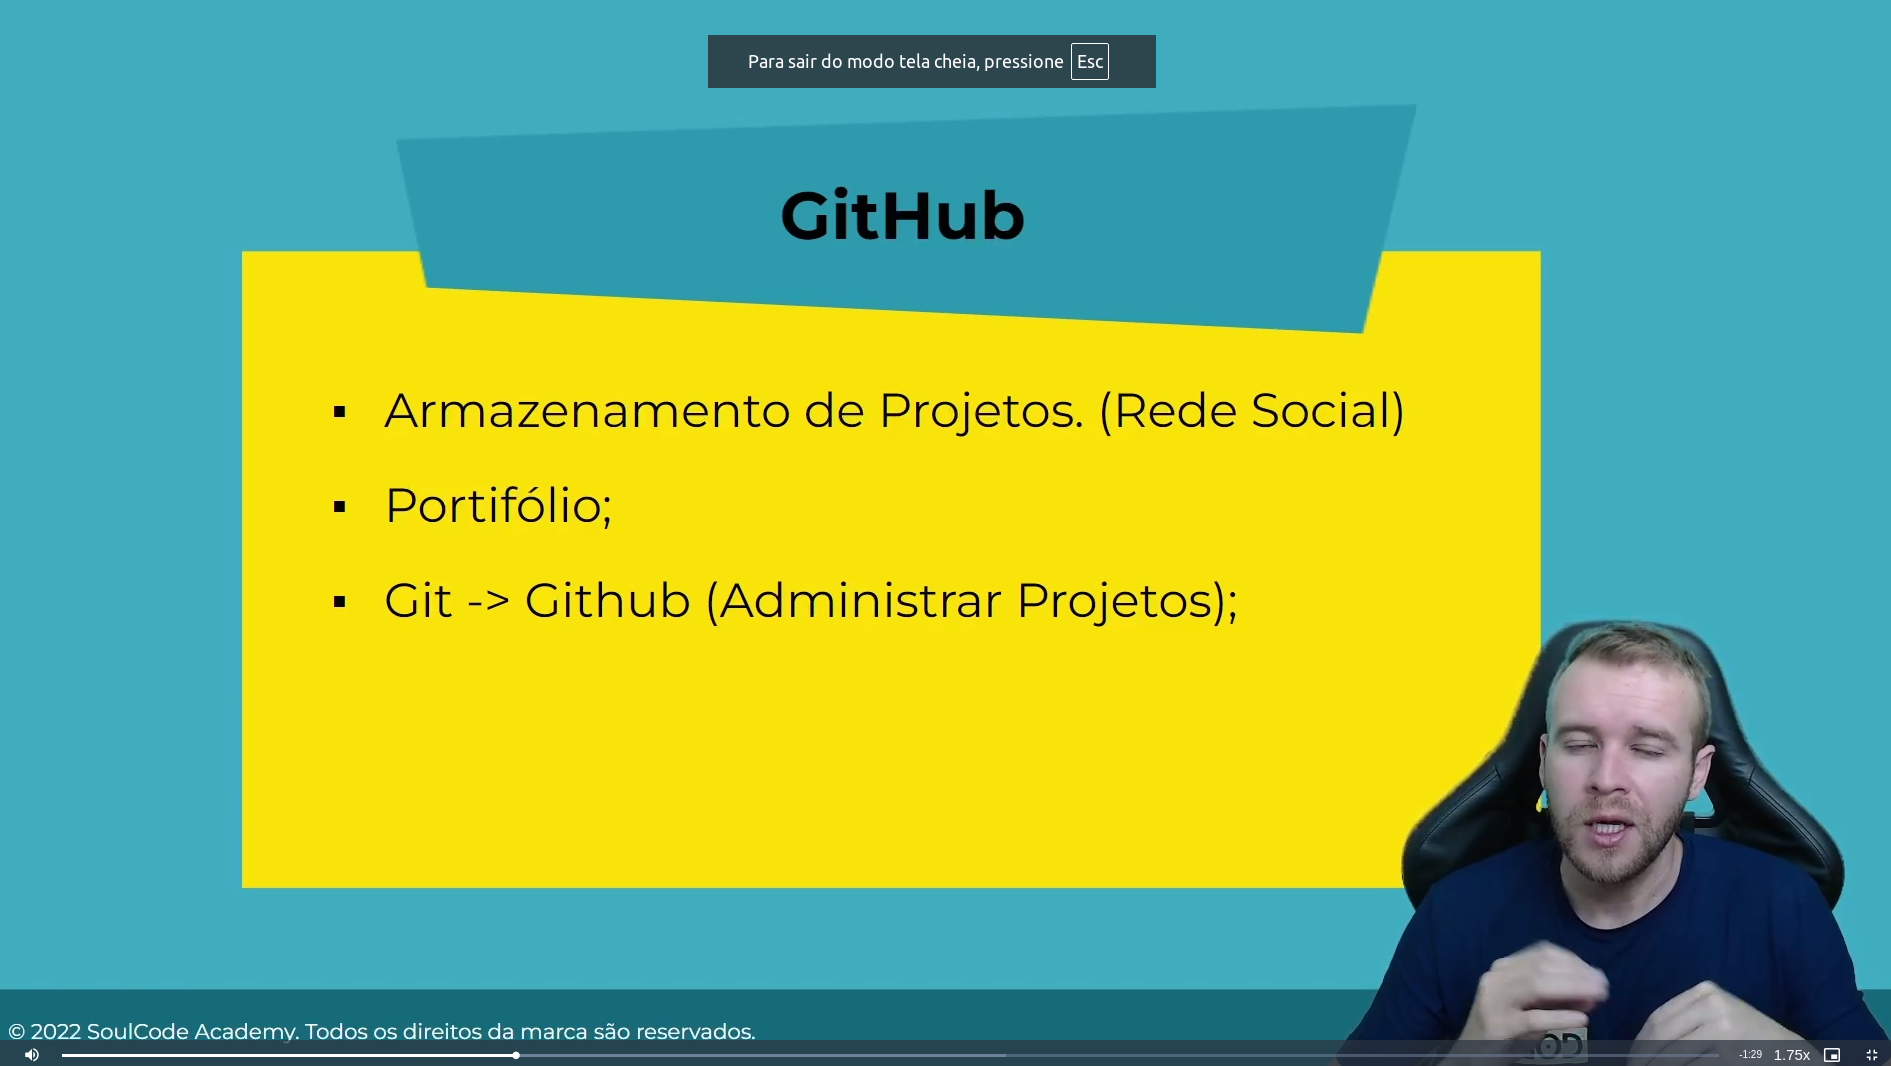 Para sair do modo tela cheia, pressione Esc
GitHub
▪ Armazenamento de Projetos. (Rede Social)
▪ Portifólio;
▪ Git -> Github (Administrar Projetos);
© 2022 SoulCode Academy. Todos os direitos da marca são reservados.
-1:29 1.75x